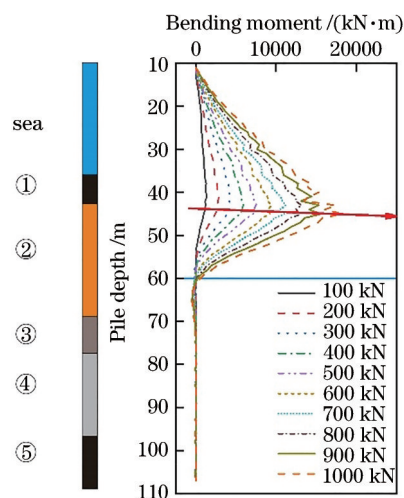 Bending moment /(kN·m)
0 10000 20000
10
20
30
40
50
60
70
80
90
100
110
Pile depth /m
sea
①
②
③
④
⑤
100 kN
200 kN
300 kN
400 kN
500 kN
600 kN
700 kN
800 kN
900 kN
1000 kN